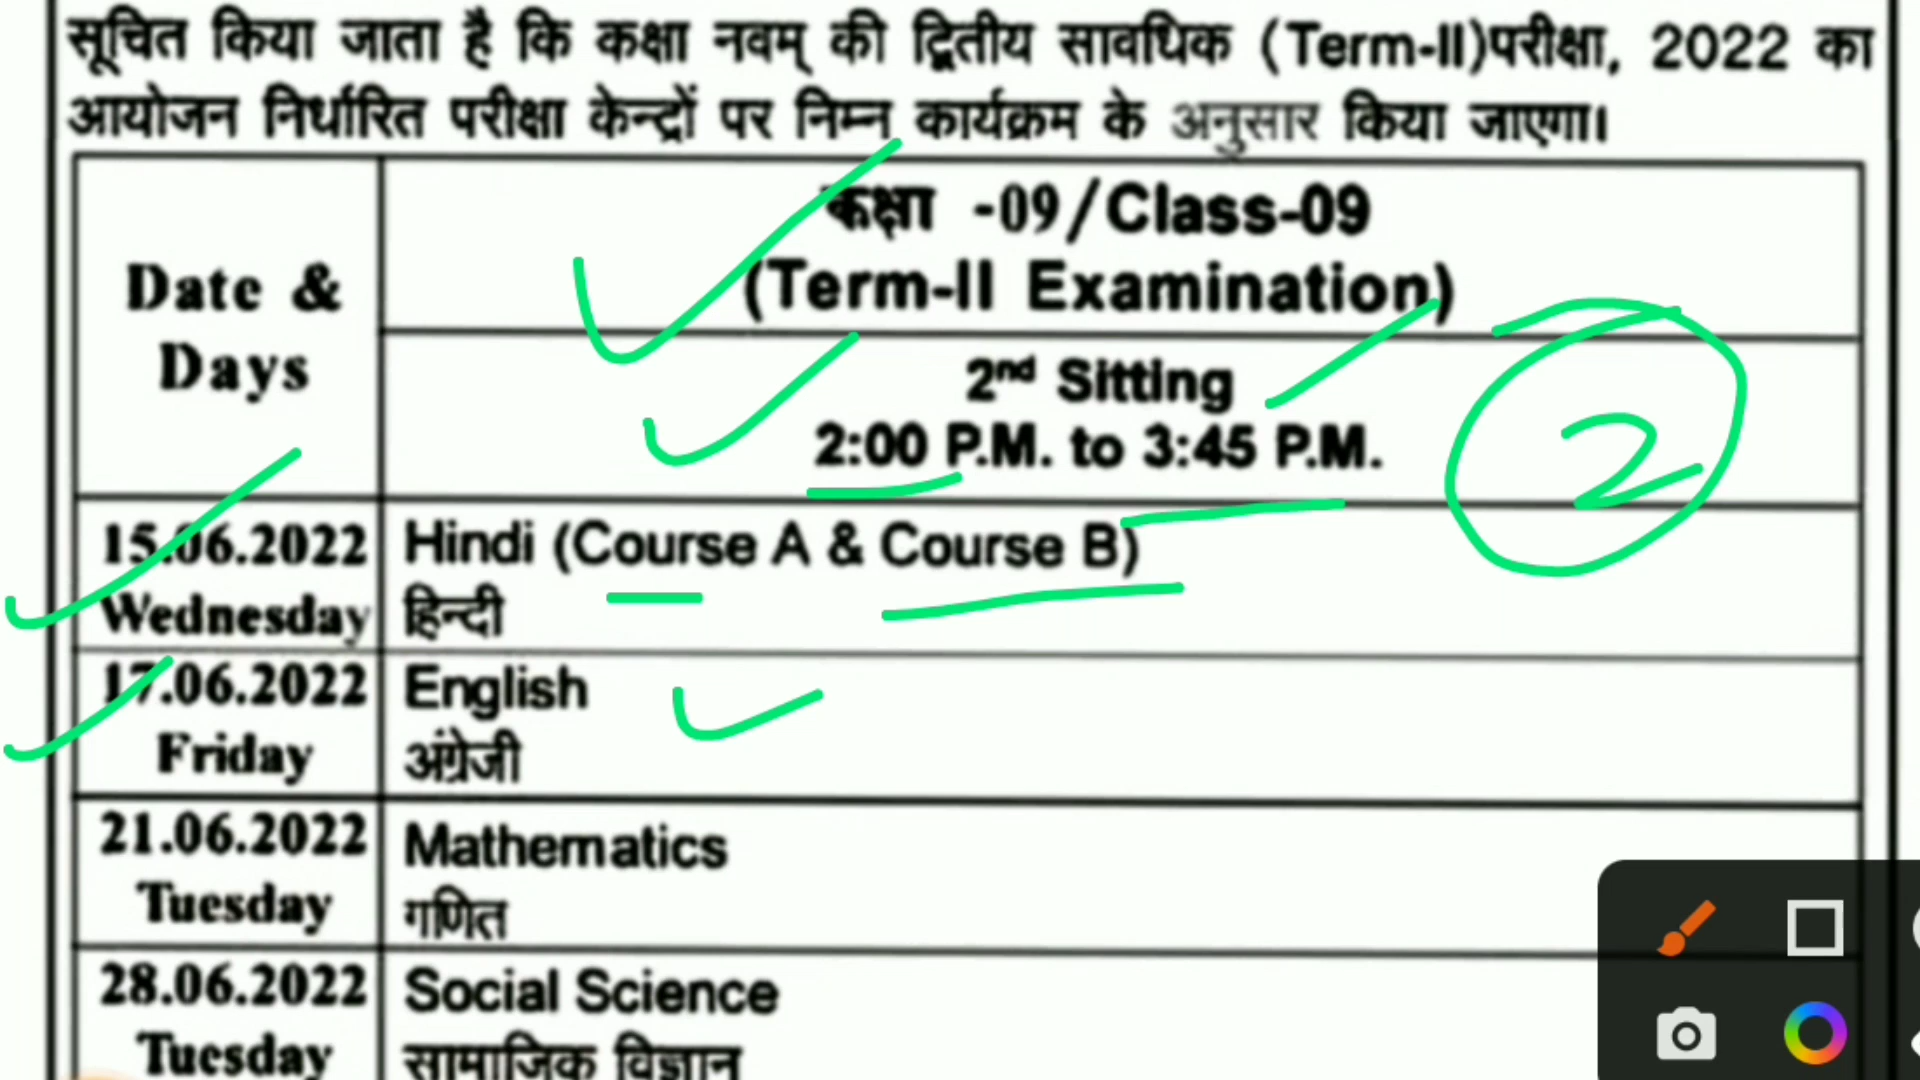 सूचित किया जाता है कि कक्षा नवम् की द्वितीय सावधिक (Term-II)परीक्षा, 2022 का
आयोजन निर्धारित परीक्षा केन्द्रों पर निम्न कार्यक्रम के अनुसार किया जाएगा।
Date &
Days
कक्षा -09/Class-09
(Term-II Examination)
2nd Sitting
2:00 P.M. to 3:45 P.M.
2
15.06.2022
Wednesday
Hindi (Course A & Course B)
हिन्दी
17.06.2022
Friday
English
अंग्रेजी
21.06.2022
Tuesday
Mathematics
गणित
28.06.2022
Tuesday
Social Science
सामाजिक विज्ञान